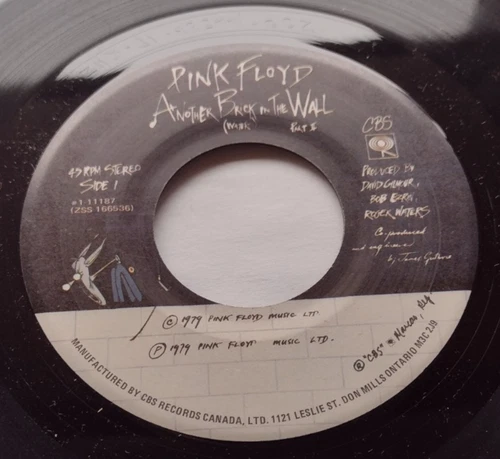 PINK FLOYD
ANOTHER BRICK IN THE WALL
PART II
45 RPM STEREO
SIDE 1
#1 11187
(ZSS 166536)
CBS
PRODUCED BY
DAVID GILMOUR,
BOB EZRIN,
ROGER WATERS
Co-produced
and engineered
by James Guthrie
© 1979 PINK FLOYD MUSIC LTD
℗ 1979 PINK FLOYD MUSIC LTD.
® "CBS"
MANUFACTURED BY CBS RECORDS CANADA, LTD. 1121 LESLIE ST. DON MILLS ONTARIO M3C 2J9